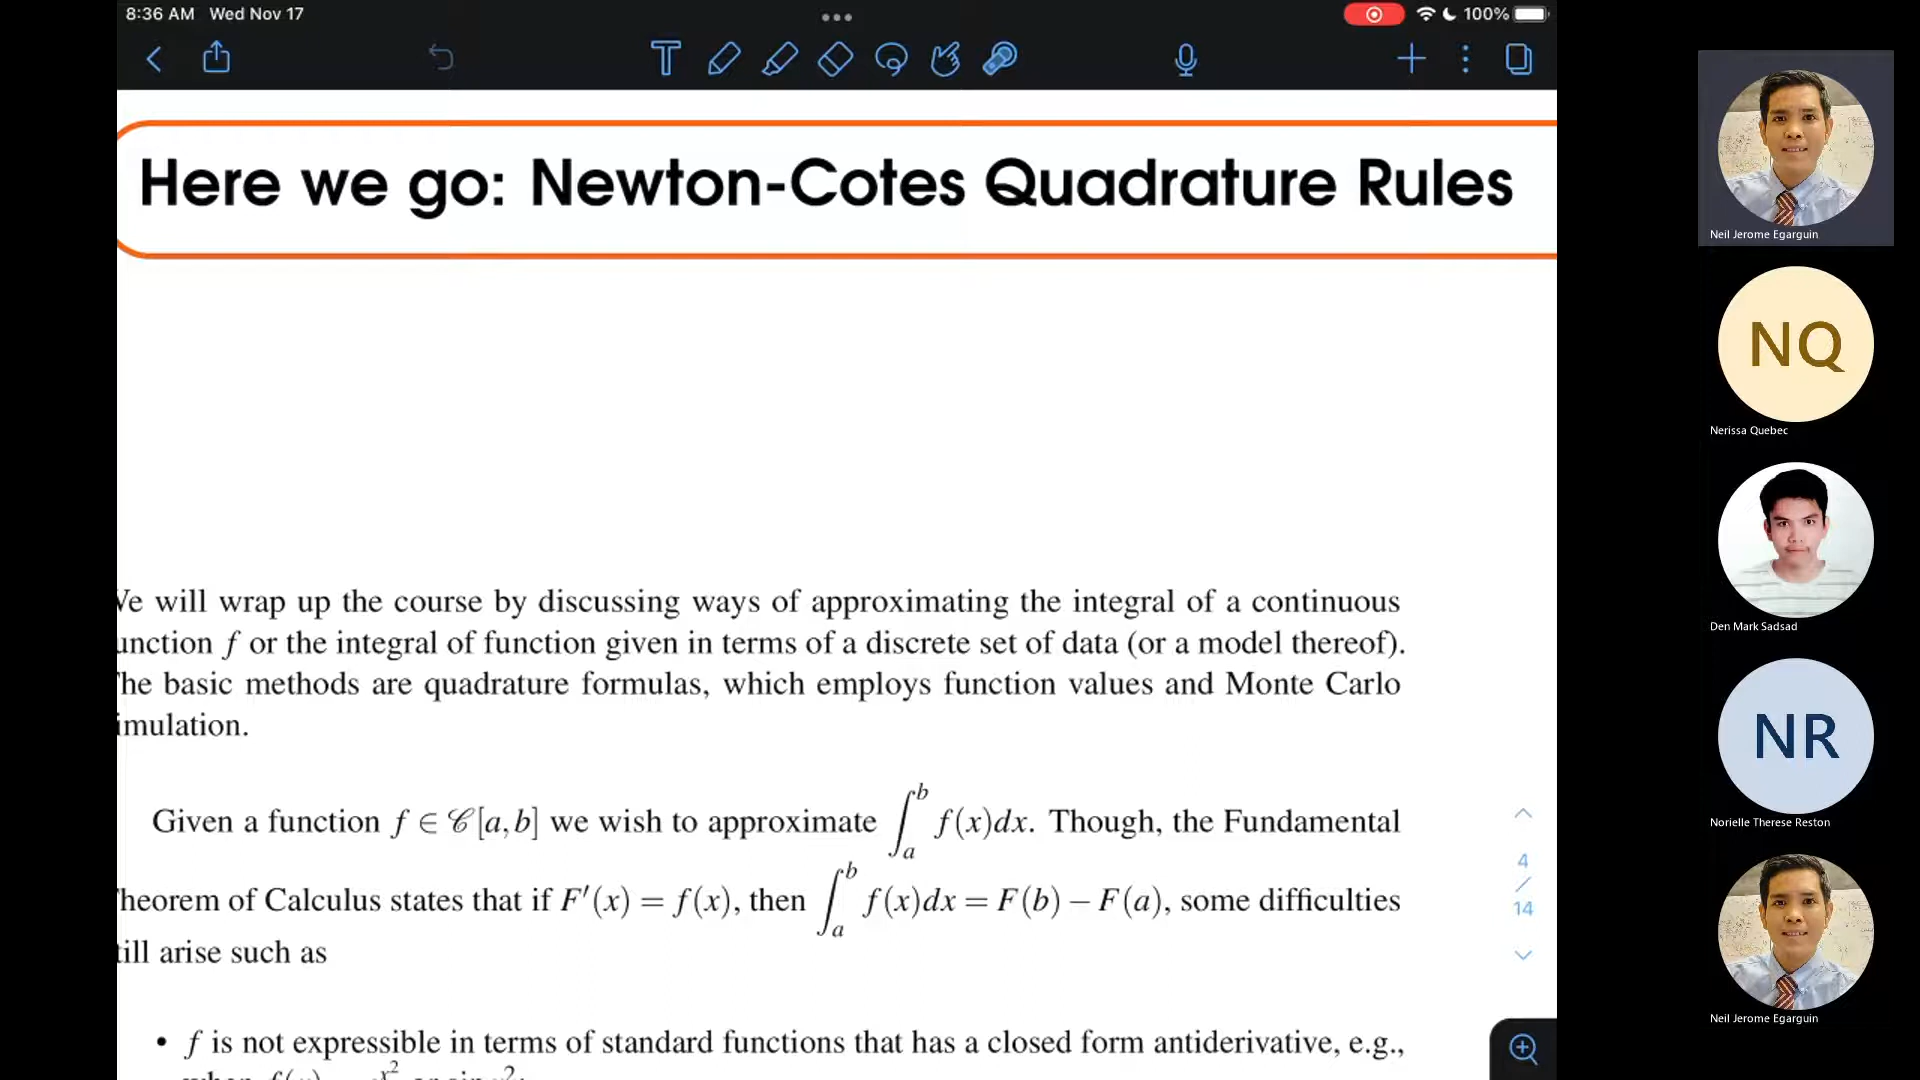 8:36 AM Wed Nov 17
100%
Here we go: Newton-Cotes Quadrature Rules
We will wrap up the course by discussing ways of approximating the integral of a continuous
unction f or the integral of function given in terms of a discrete set of data (or a model thereof).
he basic methods are quadrature formulas, which employs function values and Monte Carlo
imulation.
Given a function f ∈ 𝒞[a,b] we wish to approximate ∫_a^b f(x)dx. Though, the Fundamental
heorem of Calculus states that if F′(x) = f(x), then ∫_a^b f(x)dx = F(b) − F(a), some difficulties
till arise such as
• f is not expressible in terms of standard functions that has a closed form antiderivative, e.g.,
4
/
14
Neil Jerome Egarguin
NQ
Nerissa Quebec
Den Mark Sadsad
NR
Norielle Therese Reston
Neil Jerome Egarguin